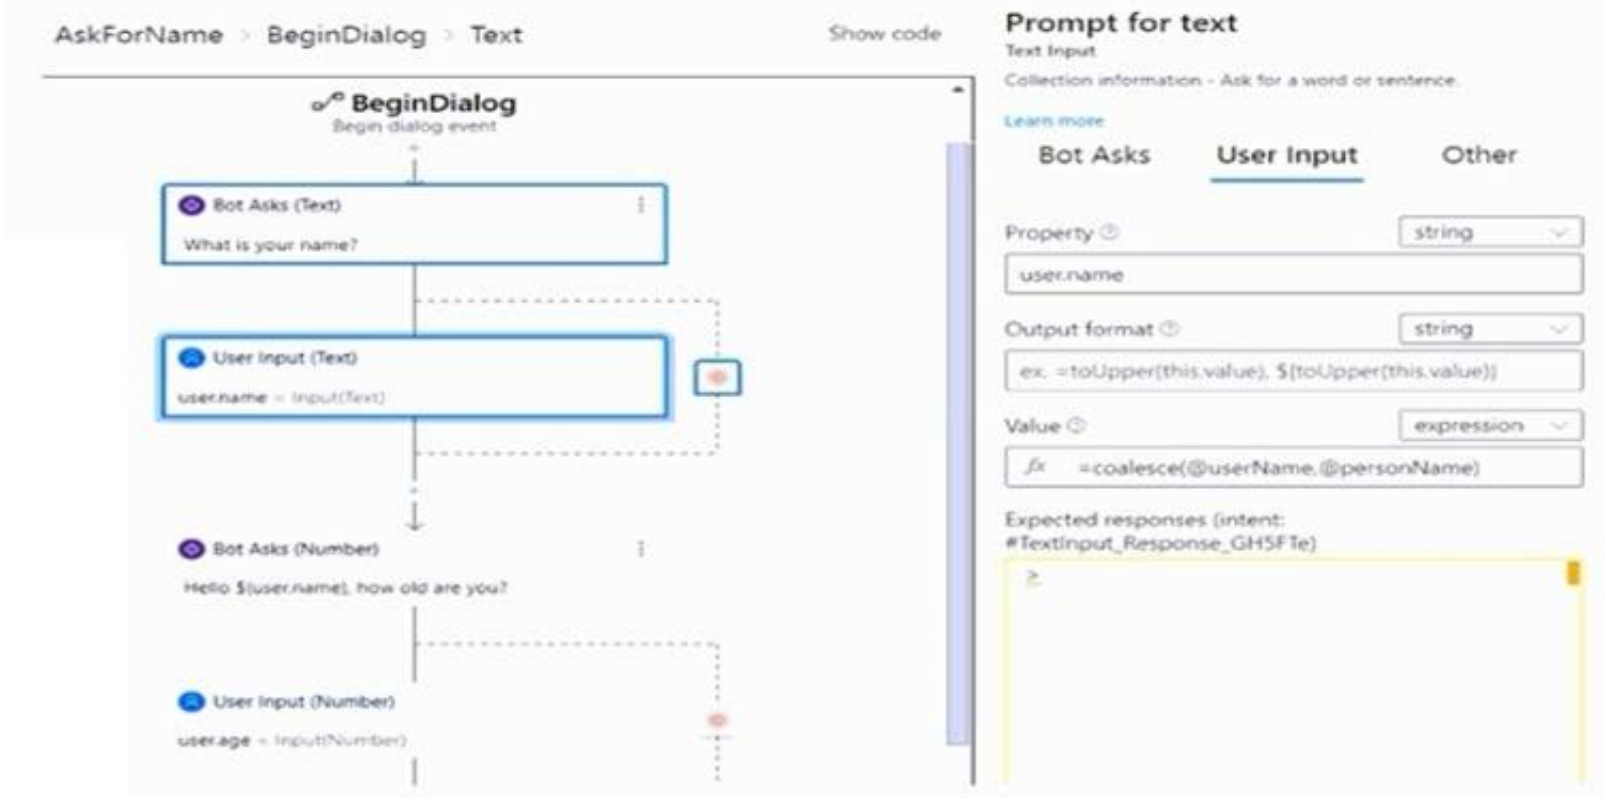 AskForName > BeginDialog > Text
Show code
BeginDialog
Begin dialog event
Bot Asks (Text)
What is your name?
User Input (Text)
user.name = Input(Text)
Bot Asks (Number)
Hello ${user.name}, how old are you?
User Input (Number)
user.age = Input(Number)
Prompt for text
Text Input
Collection information - Ask for a word or sentence.
Learn more
Bot Asks User Input Other
Property string
user.name
Output format string
ex. =toUpper(this.value), ${toUpper(this.value)}
Value expression
fx =coalesce(@userName,@personName)
Expected responses (intent:
#TextInput_Response_GH5FTe)
>